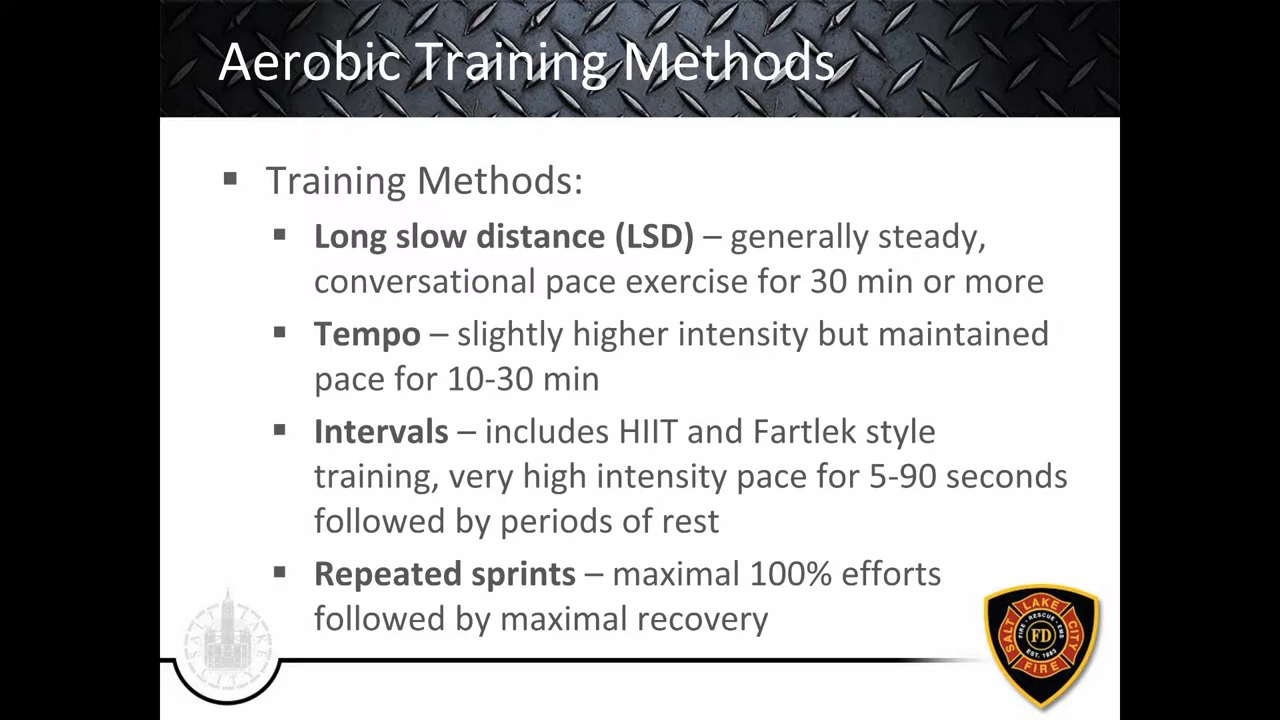 Aerobic Training Methods
▪ Training Methods:
▪ Long slow distance (LSD) – generally steady,
conversational pace exercise for 30 min or more
▪ Tempo – slightly higher intensity but maintained
pace for 10-30 min
▪ Intervals – includes HIIT and Fartlek style
training, very high intensity pace for 5-90 seconds
followed by periods of rest
▪ Repeated sprints – maximal 100% efforts
followed by maximal recovery
SALT LAKE
CITY
SALT LAKE CITY
FIRE • RESCUE • EMS
FD
EST. 1883
FIRE